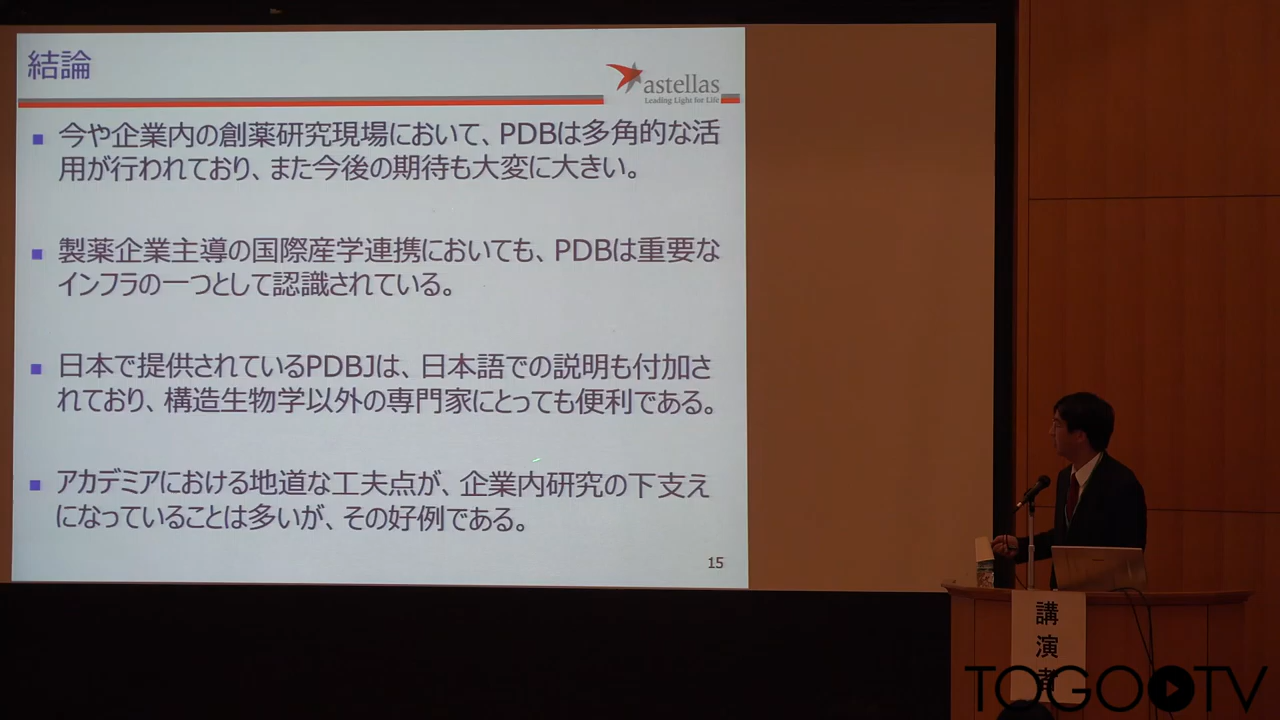 結論
astellas
Leading Light for Life
■ 今や企業内の創薬研究現場において、PDBは多角的な活
用が行われており、また今後の期待も大変に大きい。
■ 製薬企業主導の国際産学連携においても、PDBは重要な
インフラの一つとして認識されている。
■ 日本で提供されているPDBJは、日本語での説明も付加さ
れており、構造生物学以外の専門家にとっても便利である。
■ アカデミアにおける地道な工夫点が、企業内研究の下支え
になっていることは多いが、その好例である。
15
講
演
者
TOGOTV